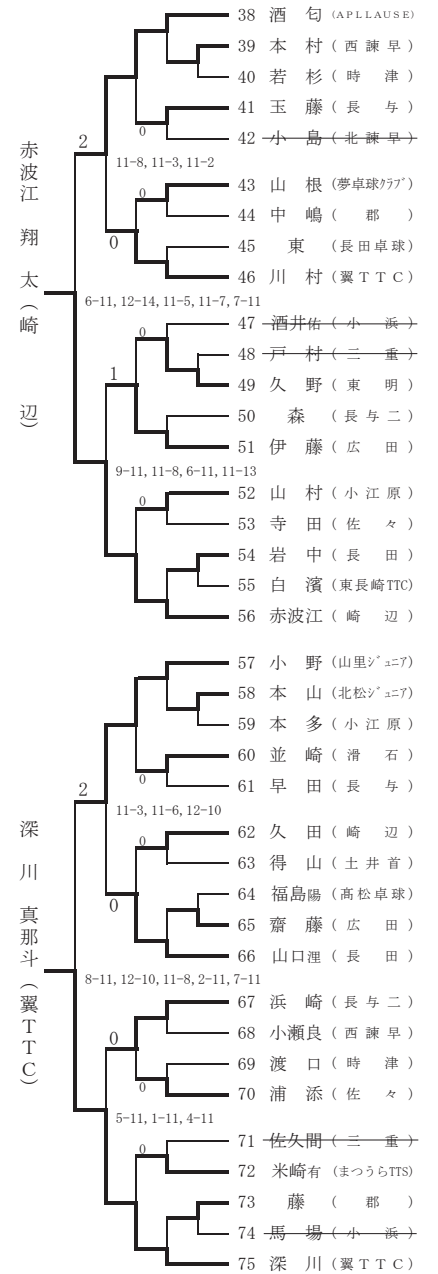 38 酒匂 (APLLAUSE)
39 本村 (西諫早)
40 若杉 (時津)
41 玉藤 (長与)
0
42 小島 (北諫早)
2
11-8, 11-3, 11-2
43 山根 (夢卓球ｸﾗﾌﾞ)
0
44 中嶋 (郡)
45 東 (長田卓球)
0
46 川村 (翼TTC)
赤波江 翔太 (崎辺)
6-11, 12-14, 11-5, 11-7, 7-11
47 酒井佑 (小浜)
0
48 戸村 (三重)
1
49 久野 (東明)
50 森 (長与二)
51 伊藤 (広田)
9-11, 11-8, 6-11, 11-13
52 山村 (小江原)
0
53 寺田 (佐々)
54 岩中 (長田)
55 白濱 (東長崎TTC)
56 赤波江 (崎辺)
57 小野 (山里ｼﾞｭﾆｱ)
58 本山 (北松ｼﾞｭﾆｱ)
59 本多 (小江原)
60 並崎 (滑石)
0
61 早田 (長与)
2
11-3, 11-6, 12-10
62 久田 (崎辺)
0
63 得山 (土井首)
64 福島陽 (髙松卓球)
0
65 齋藤 (広田)
66 山口浬 (長田)
深川 真那斗 (翼TTC)
8-11, 12-10, 11-8, 2-11, 7-11
67 浜崎 (長与二)
68 小瀬良 (西諫早)
0
69 渡口 (時津)
0
70 浦添 (佐々)
5-11, 1-11, 4-11
71 佐久間 (三重)
0
72 米崎有 (まつうらTTS)
73 藤 (郡)
74 馬場 (小浜)
75 深川 (翼TTC)